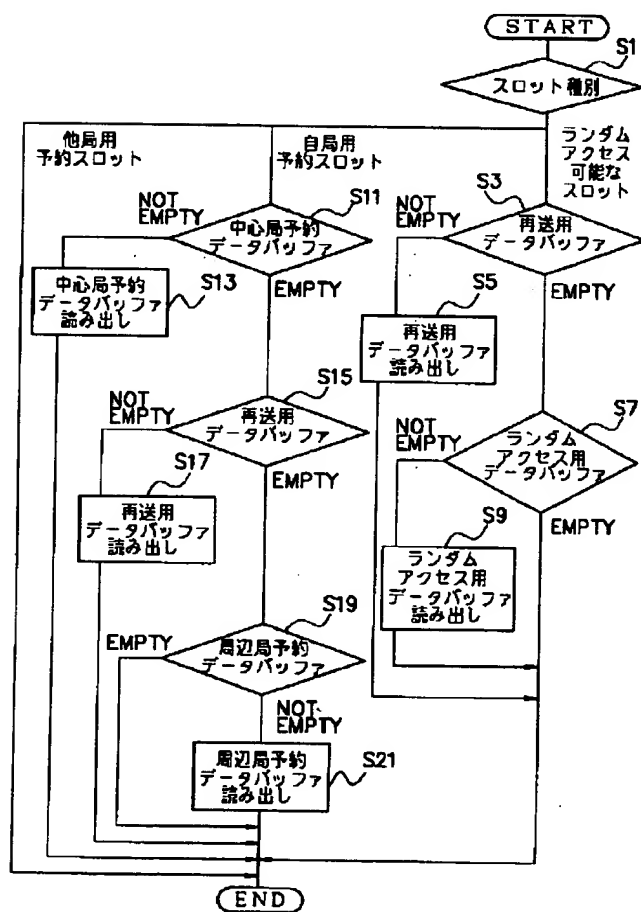 START
S1
スロット種別
他局用
予約スロット
自局用
予約スロット
ランダム
アクセス
可能な
スロット
S11
NOT
EMPTY
中心局予約
データバッファ
EMPTY
S13
中心局予約
データバッファ
読み出し
S3
NOT
EMPTY
再送用
データバッファ
EMPTY
S5
再送用
データバッファ
読み出し
S15
NOT
EMPTY
再送用
データバッファ
EMPTY
S17
再送用
データバッファ
読み出し
S7
NOT
EMPTY
ランダム
アクセス用
データバッファ
EMPTY
S9
ランダム
アクセス用
データバッファ
読み出し
S19
EMPTY
周辺局予約
データバッファ
NOT
EMPTY
周辺局予約
データバッファ
読み出し
S21
END